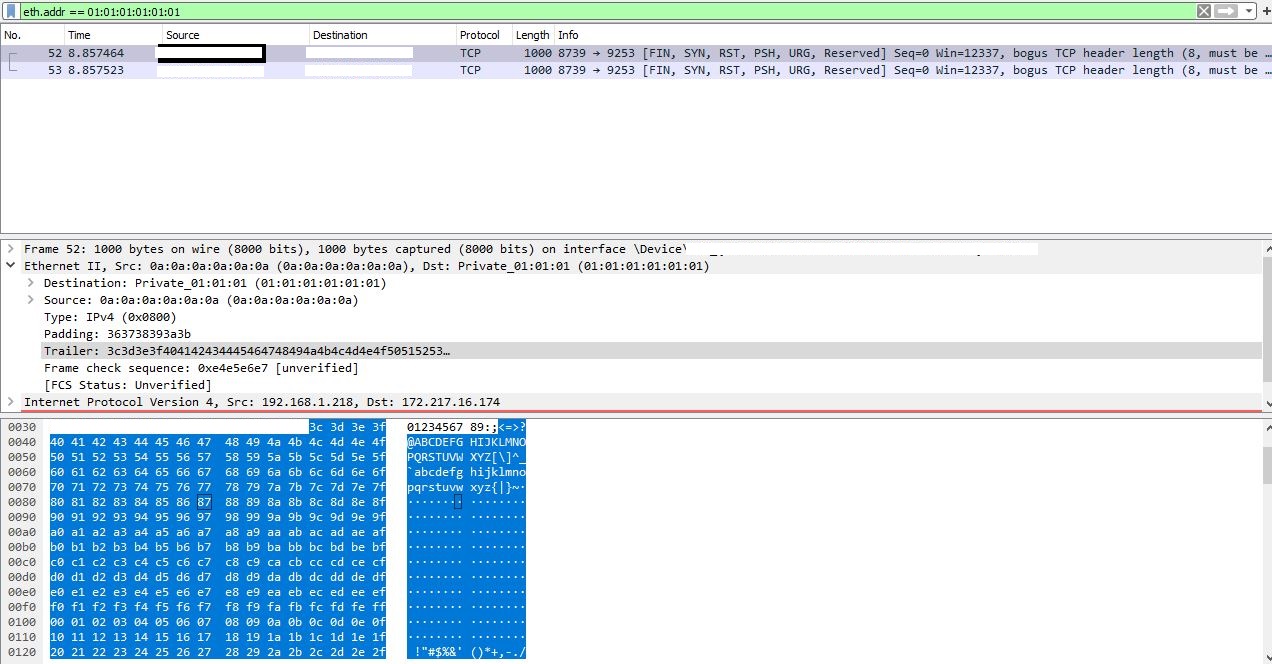 eth.addr == 01:01:01:01:01:01
No. Time Source Destination Protocol Length Info
52 8.857464 TCP 1000 8739 → 9253 [FIN, SYN, RST, PSH, URG, Reserved] Seq=0 Win=12337, bogus TCP header length (8, must be …
53 8.857523 TCP 1000 8739 → 9253 [FIN, SYN, RST, PSH, URG, Reserved] Seq=0 Win=12337, bogus TCP header length (8, must be …
Frame 52: 1000 bytes on wire (8000 bits), 1000 bytes captured (8000 bits) on interface \Device\
Ethernet II, Src: 0a:0a:0a:0a:0a:0a (0a:0a:0a:0a:0a:0a), Dst: Private_01:01:01 (01:01:01:01:01:01)
Destination: Private_01:01:01 (01:01:01:01:01:01)
Source: 0a:0a:0a:0a:0a:0a (0a:0a:0a:0a:0a:0a)
Type: IPv4 (0x0800)
Padding: 363738393a3b
Trailer: 3c3d3e3f404142434445464748494a4b4c4d4e4f50515253…
Frame check sequence: 0xe4e5e6e7 [unverified]
[FCS Status: Unverified]
Internet Protocol Version 4, Src: 192.168.1.218, Dst: 172.217.16.174
0030 3c 3d 3e 3f 01234567 89:;<=>?
0040 40 41 42 43 44 45 46 47 48 49 4a 4b 4c 4d 4e 4f @ABCDEFG HIJKLMNO
0050 50 51 52 53 54 55 56 57 58 59 5a 5b 5c 5d 5e 5f PQRSTUVW XYZ[\]^_
0060 60 61 62 63 64 65 66 67 68 69 6a 6b 6c 6d 6e 6f `abcdefg hijklmno
0070 70 71 72 73 74 75 76 77 78 79 7a 7b 7c 7d 7e 7f pqrstuvw xyz{|}~·
0080 80 81 82 83 84 85 86 87 88 89 8a 8b 8c 8d 8e 8f ········ ········
0090 90 91 92 93 94 95 96 97 98 99 9a 9b 9c 9d 9e 9f ········ ········
00a0 a0 a1 a2 a3 a4 a5 a6 a7 a8 a9 aa ab ac ad ae af ········ ········
00b0 b0 b1 b2 b3 b4 b5 b6 b7 b8 b9 ba bb bc bd be bf ········ ········
00c0 c0 c1 c2 c3 c4 c5 c6 c7 c8 c9 ca cb cc cd ce cf ········ ········
00d0 d0 d1 d2 d3 d4 d5 d6 d7 d8 d9 da db dc dd de df ········ ········
00e0 e0 e1 e2 e3 e4 e5 e6 e7 e8 e9 ea eb ec ed ee ef ········ ········
00f0 f0 f1 f2 f3 f4 f5 f6 f7 f8 f9 fa fb fc fd fe ff ········ ········
0100 00 01 02 03 04 05 06 07 08 09 0a 0b 0c 0d 0e 0f ········ ········
0110 10 11 12 13 14 15 16 17 18 19 1a 1b 1c 1d 1e 1f ········ ········
0120 20 21 22 23 24 25 26 27 28 29 2a 2b 2c 2d 2e 2f !"#$%&' ()*+,-./